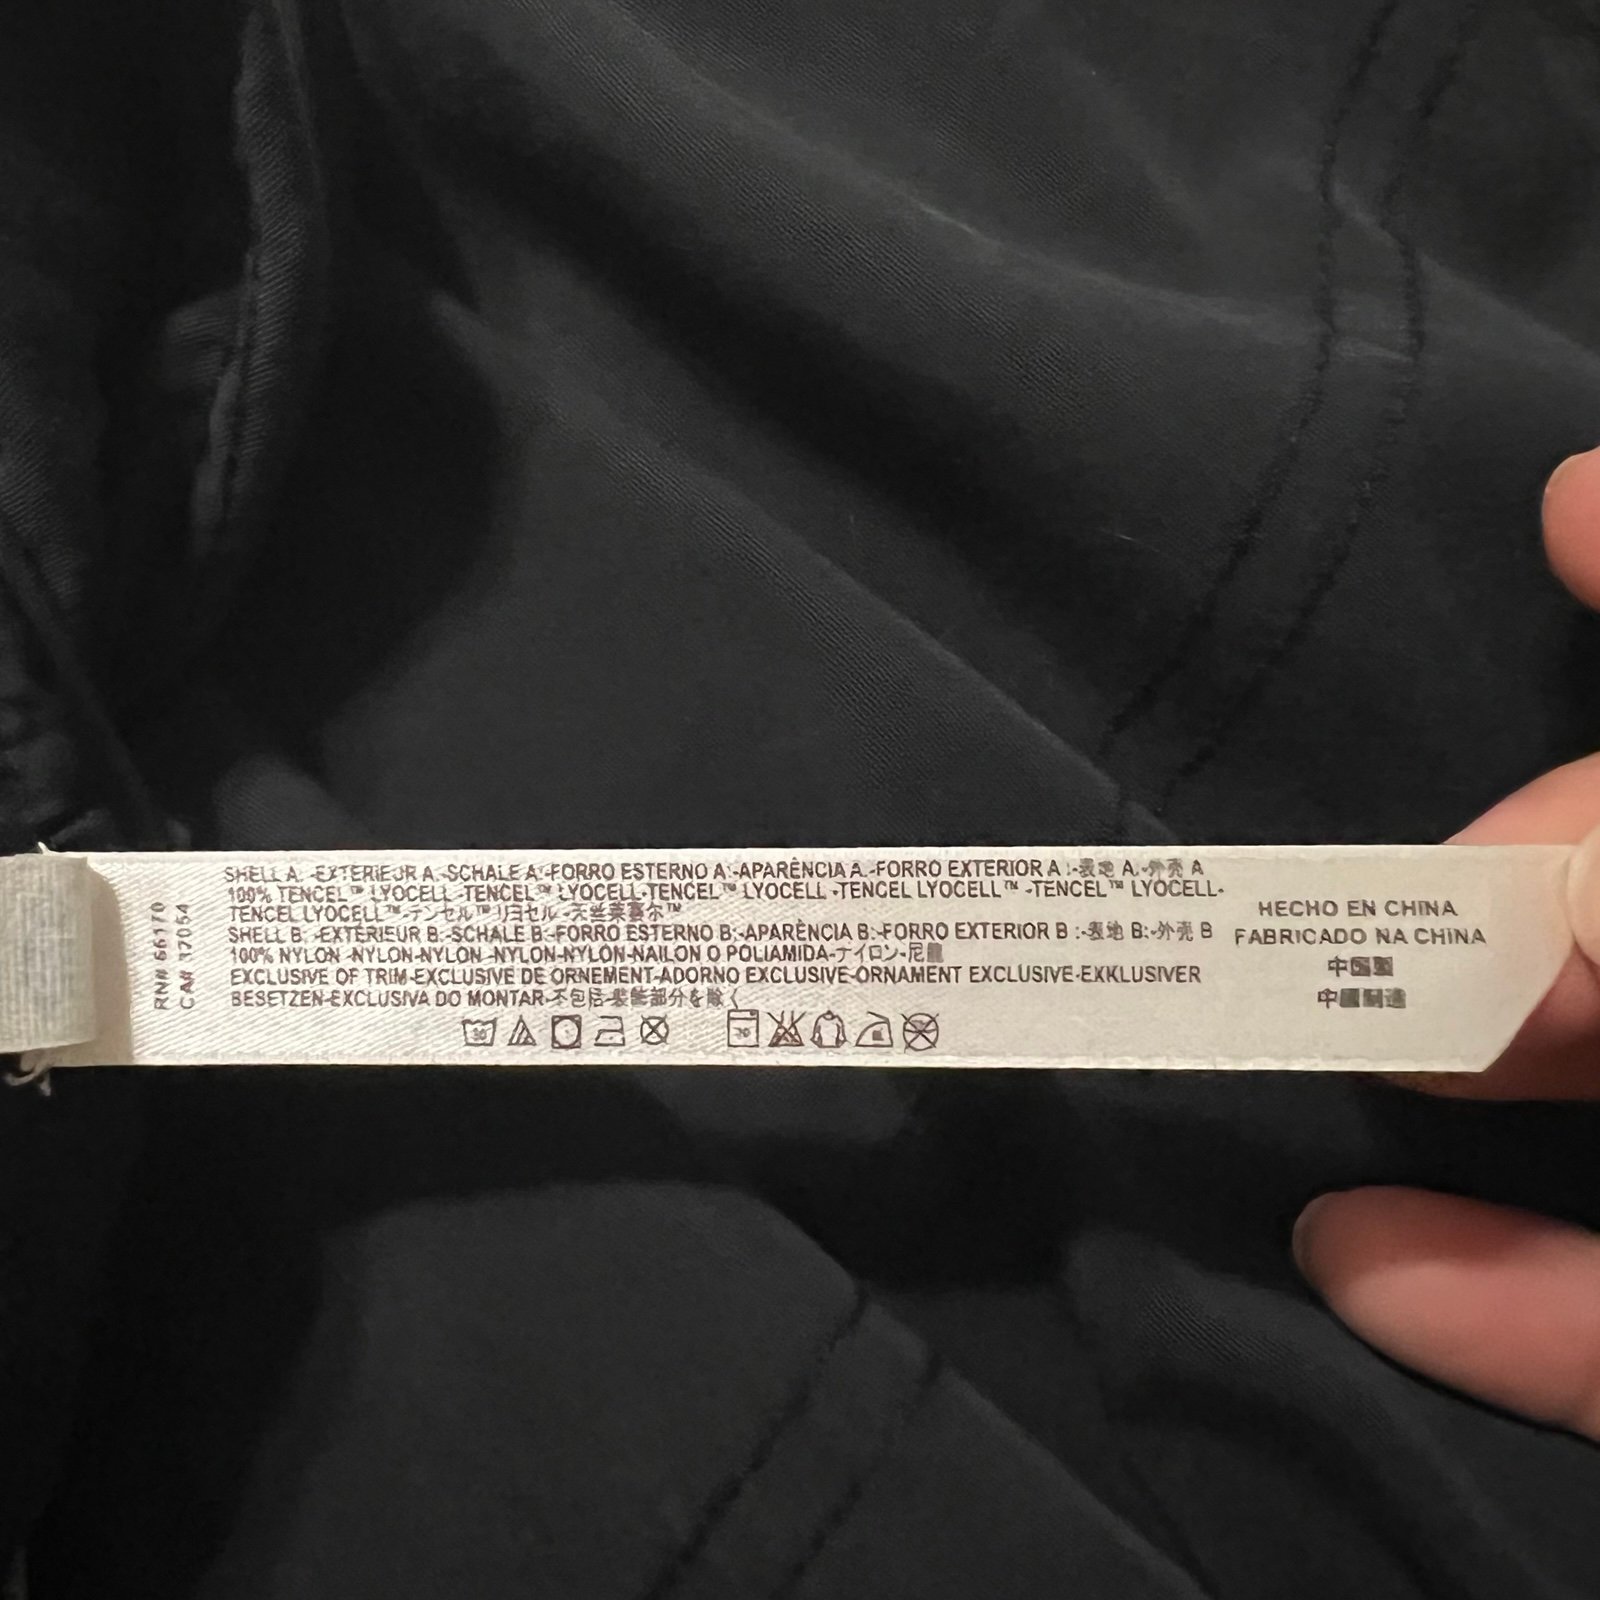 SHELL A:-EXTÉRIEUR A:-SCHALE A:-FORRO ESTERNO A:-APARÊNCIA A:-FORRO EXTERIOR A :-表地 A:-外壳 A
100% TENCEL™ LYOCELL -TENCEL™ LYOCELL-TENCEL™ LYOCELL -TENCEL LYOCELL™ -TENCEL™ LYOCELL-
TENCEL LYOCELL™-テンセル™リヨセル -天丝莱赛尔™
SHELL B: -EXTÉRIEUR B:-SCHALE B:-FORRO ESTERNO B:-APARÊNCIA B:-FORRO EXTERIOR B :-表地 B:-外壳 B
100% NYLON -NYLON-NYLON -NYLON-NYLON-NAILON O POLIAMIDA-ナイロン-尼龍
EXCLUSIVE OF TRIM-EXCLUSIVE DE ORNEMENT-ADORNO EXCLUSIVE-ORNAMENT EXCLUSIVE-EXKLUSIVER
BESETZEN-EXCLUSIVA DO MONTAR-不包括-装飾部分を除く
30
30
RN# 66170
CA# 17054
HECHO EN CHINA
FABRICADO NA CHINA
中国製
中國制造